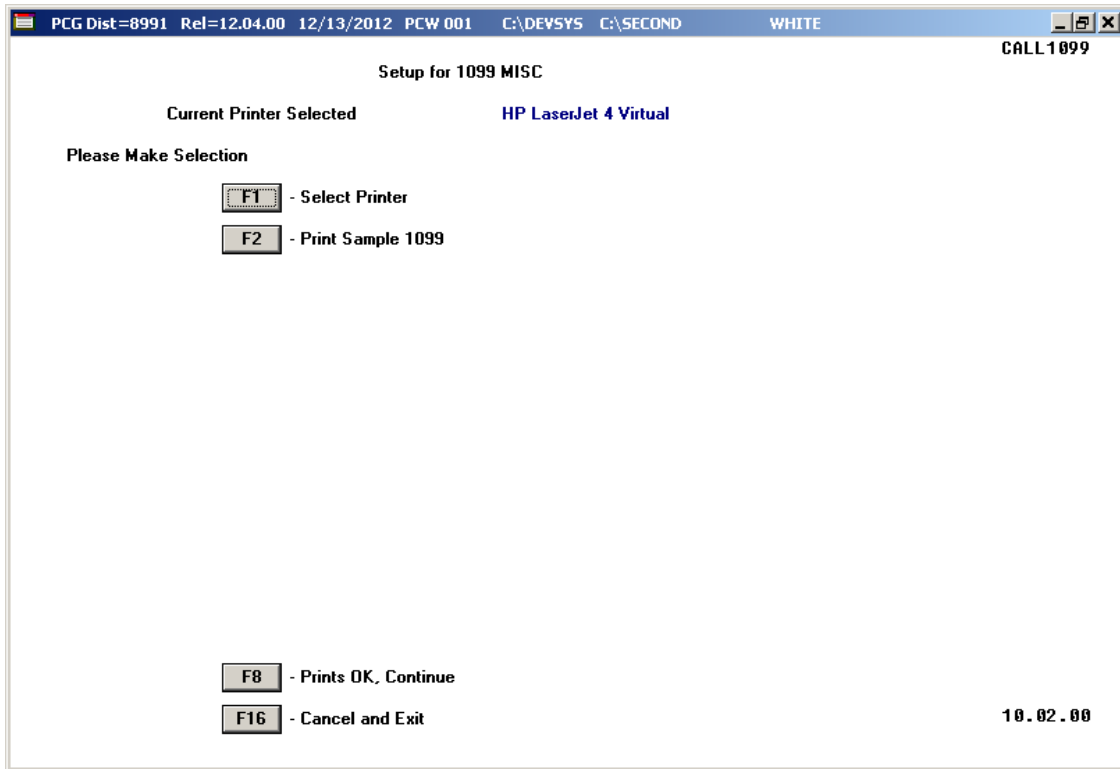 PCG Dist=8991 Rel=12.04.00 12/13/2012 PCW 001 C:\DEVSYS C:\SECOND WHITE
CALL1099
Setup for 1099 MISC
Current Printer Selected HP LaserJet 4 Virtual
Please Make Selection
F1 - Select Printer
F2 - Print Sample 1099
F8 - Prints OK, Continue
F16 - Cancel and Exit 10.02.00